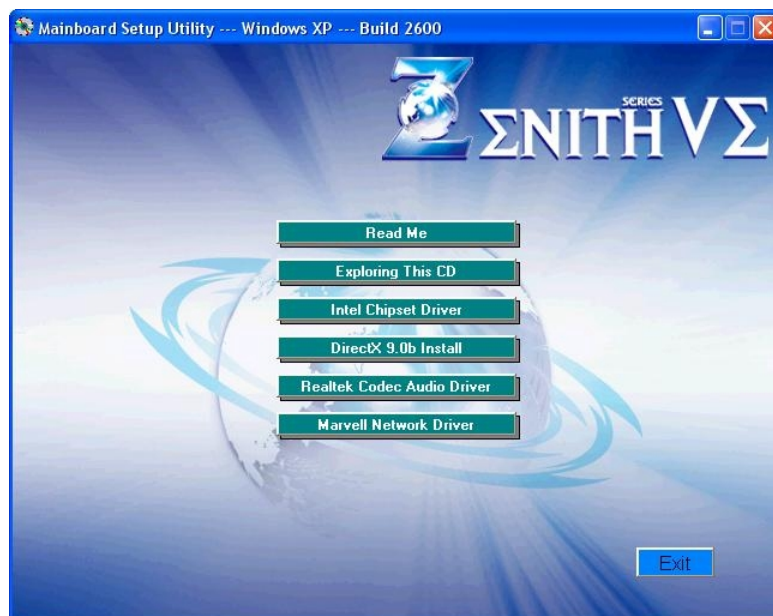 Mainboard Setup Utility --- Windows XP --- Build 2600
ZΣNITH SERIES VΣ
Read Me
Exploring This CD
Intel Chipset Driver
DirectX 9.0b Install
Realtek Codec Audio Driver
Marvell Network Driver
Exit